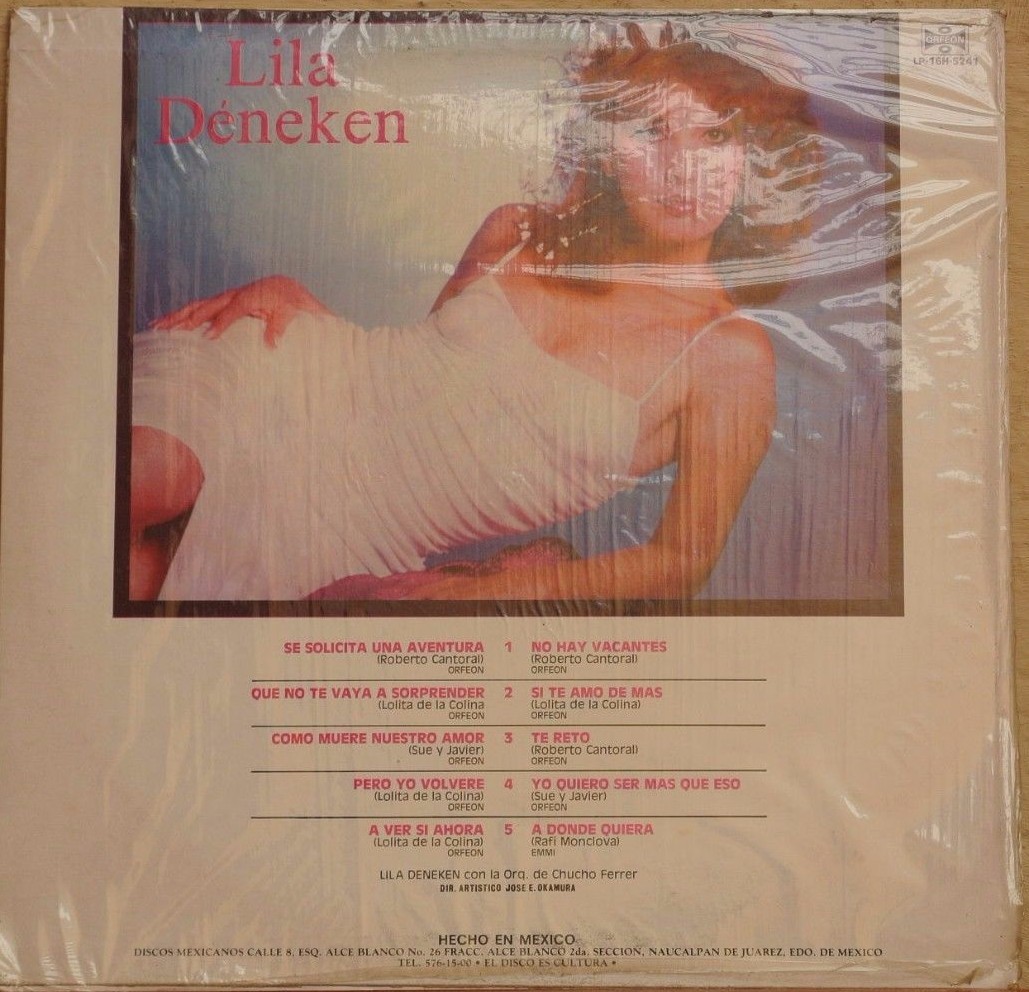 Lila
Déneken
ORFEON
LP-16H-5241
SE SOLICITA UNA AVENTURA 1 NO HAY VACANTES
(Roberto Cantoral) (Roberto Cantoral)
ORFEON ORFEON
QUE NO TE VAYA A SORPRENDER 2 SI TE AMO DE MAS
(Lolita de la Colina (Lolita de la Colina)
ORFEON ORFEON
COMO MUERE NUESTRO AMOR 3 TE RETO
(Sue y Javier) (Roberto Cantoral)
ORFEON ORFEON
PERO YO VOLVERE 4 YO QUIERO SER MAS QUE ESO
(Lolita de la Colina) (Sue y Javier)
ORFEON ORFEON
A VER SI AHORA 5 A DONDE QUIERA
(Lolita de la Colina) (Rafi Monclova)
ORFEON EMMI
LILA DENEKEN con la Orq. de Chucho Ferrer
DIR. ARTISTICO JOSE E. OKAMURA
HECHO EN MEXICO
DISCOS MEXICANOS CALLE 8, ESQ. ALCE BLANCO No. 26 FRACC. ALCE BLANCO 2da. SECCION, NAUCALPAN DE JUAREZ, EDO. DE MEXICO
TEL. 576-15-00 • EL DISCO ES CULTURA •